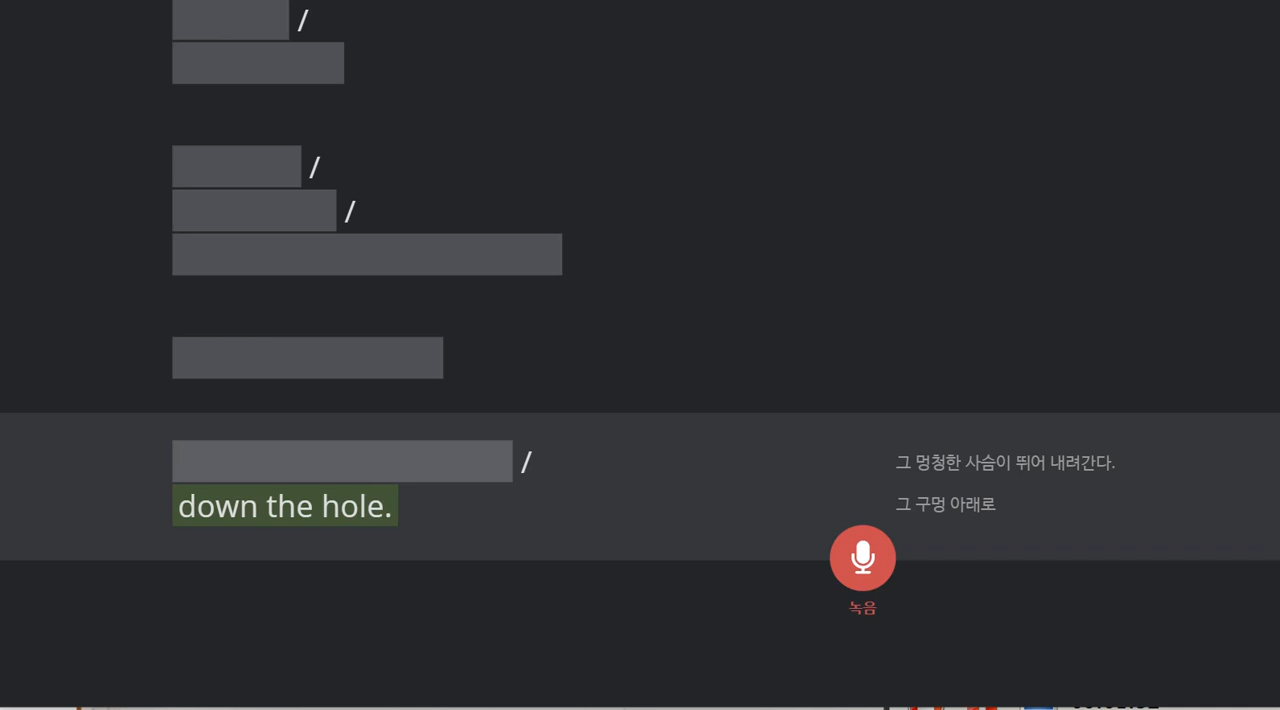 /
/
/
/
그 멍청한 사슴이 뛰어 내려간다.
down the hole.
그 구멍 아래로
녹음